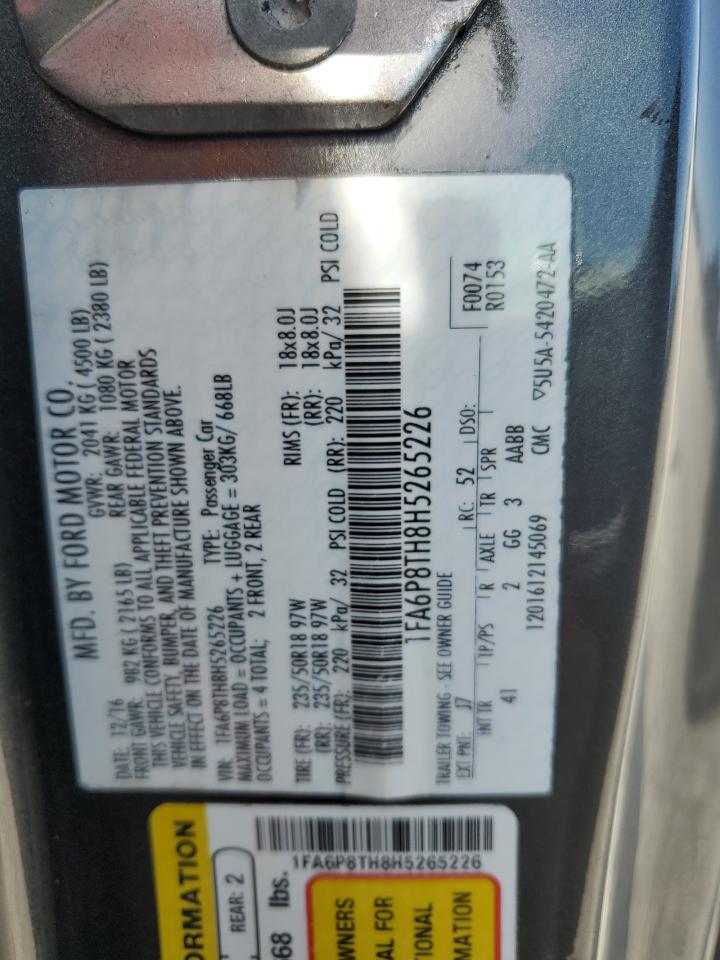 MFD. BY FORD MOTOR CO.
DATE: 12/16 GVWR: 2041 KG ( 4500 LB)
FRONT GAWR: 982 KG ( 2165 LB) REAR GAWR: 1080 KG ( 2380 LB)
THIS VEHICLE CONFORMS TO ALL APPLICABLE FEDERAL MOTOR
VEHICLE SAFETY, BUMPER, AND THEFT PREVENTION STANDARDS
IN EFFECT ON THE DATE OF MANUFACTURE SHOWN ABOVE.
VIN: 1FA6P8TH8H5265226 TYPE: Passenger Car
MAXIMUM LOAD = OCCUPANTS + LUGGAGE = 303KG/ 668LB
OCCUPANTS = 4 TOTAL; 2 FRONT, 2 REAR
TIRE (FR): 235/50R18 97W RIMS (FR): 18x8.0J
(RR): 235/50R18 97W (RR): 18x8.0J
PRESSURE (FR): 220 kPa/ 32 PSI COLD (RR): 220 kPa/ 32 PSI COLD
1FA6P8TH8H5265226
TRAILER TOWING - SEE OWNER GUIDE
F0074
R0153
EXT PNT: J7 RC: 52 DSO:
INT TR TP/PS R AXLE TR SPR
41 2 GG 3 AABB
1201612145069 CMC ▽5U5A-5420472-AA
ORMATION
REAR: 2
68 lbs.
1FA6P8TH8H5265226
WNERS
AL FOR
TIONAL
MATION